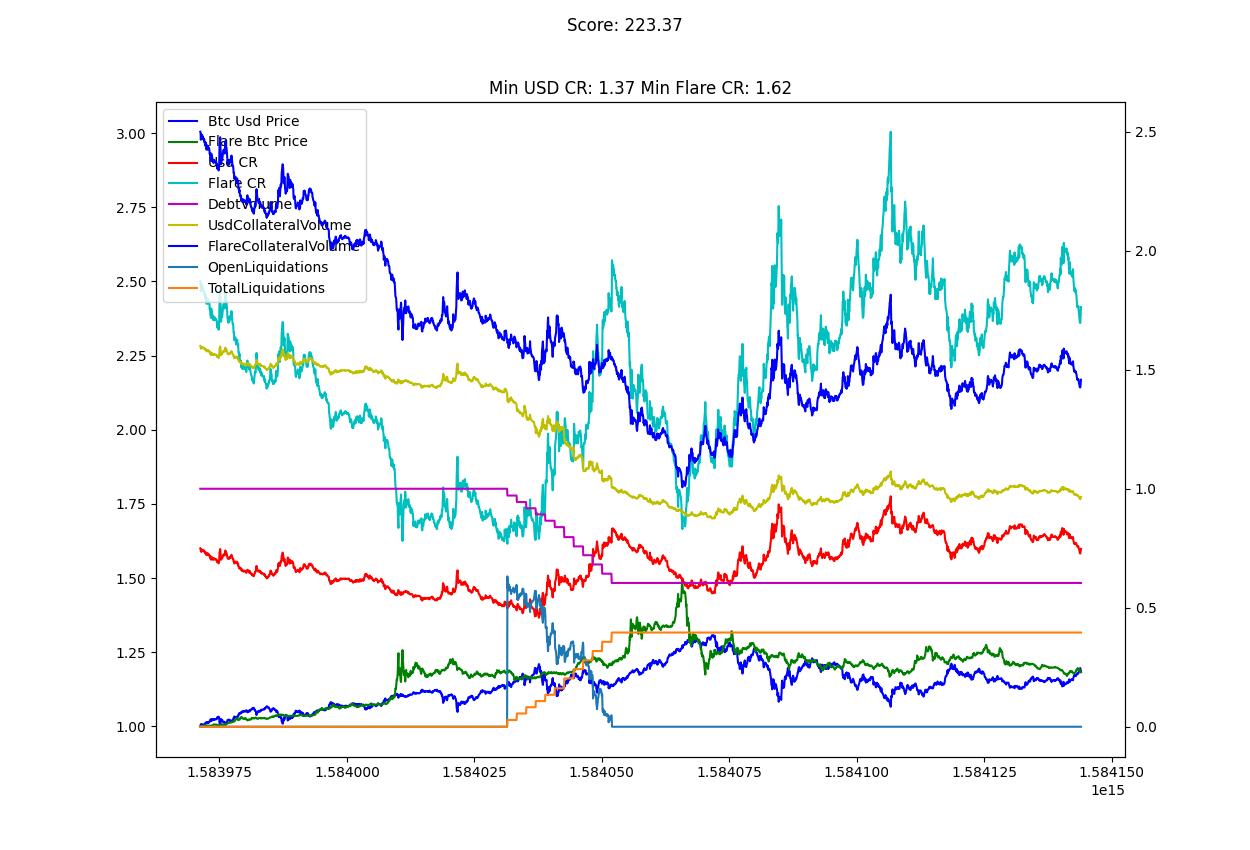 Score: 223.37
Min USD CR: 1.37 Min Flare CR: 1.62
Btc Usd Price
Flare Btc Price
Usd CR
Flare CR
DebtVolume
UsdCollateralVolume
FlareCollateralVolume
OpenLiquidations
TotalLiquidations
3.00
2.75
2.50
2.25
2.00
1.75
1.50
1.25
1.00
2.5
2.0
1.5
1.0
0.5
0.0
1.583975
1.584000
1.584025
1.584050
1.584075
1.584100
1.584125
1.584150
1e15